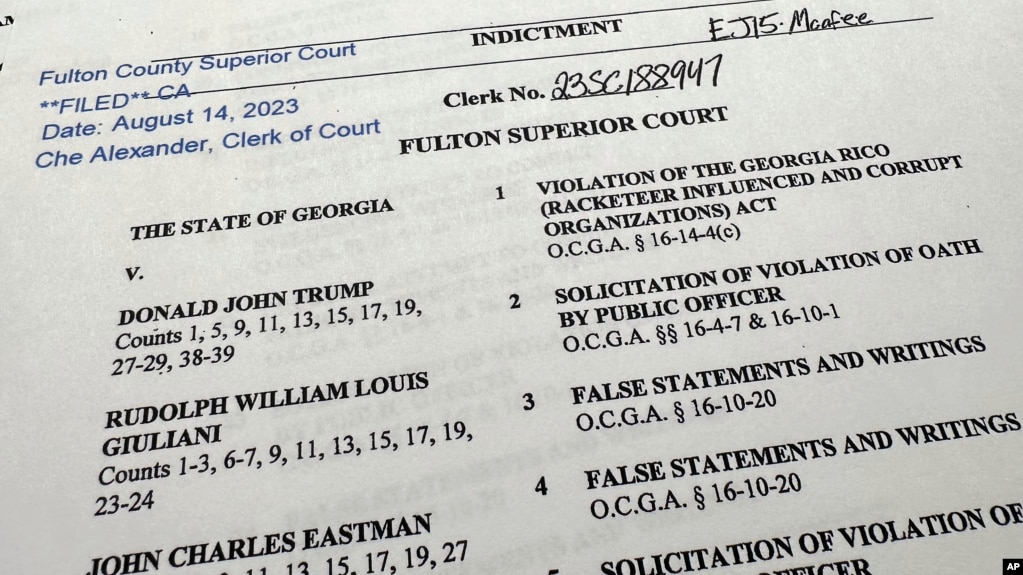 INDICTMENT
EJ15. Mcafee
Fulton County Superior Court
**FILED** CA
Date: August 14, 2023
Che Alexander, Clerk of Court
Clerk No. 23SC188947
FULTON SUPERIOR COURT
THE STATE OF GEORGIA
v.
DONALD JOHN TRUMP
Counts 1, 5, 9, 11, 13, 15, 17, 19,
27-29, 38-39
RUDOLPH WILLIAM LOUIS
GIULIANI
Counts 1-3, 6-7, 9, 11, 13, 15, 17, 19,
23-24
JOHN CHARLES EASTMAN
11, 13, 15, 17, 19, 27
1 VIOLATION OF THE GEORGIA RICO
(RACKETEER INFLUENCED AND CORRUPT
ORGANIZATIONS) ACT
O.C.G.A. § 16-14-4(c)
2 SOLICITATION OF VIOLATION OF OATH
BY PUBLIC OFFICER
O.C.G.A. §§ 16-4-7 & 16-10-1
3 FALSE STATEMENTS AND WRITINGS
O.C.G.A. § 16-10-20
4 FALSE STATEMENTS AND WRITINGS
O.C.G.A. § 16-10-20
SOLICITATION OF VIOLATION OF
OFFICER
AP